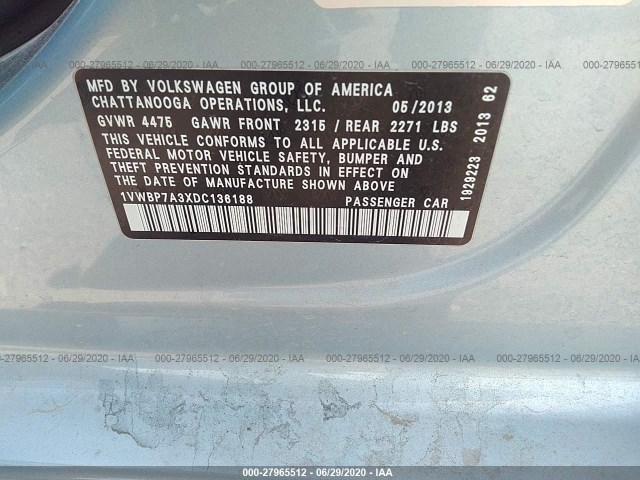 000-27965512 - 06/29/2020 - IAA
MFD BY VOLKSWAGEN GROUP OF AMERICA
CHATTANOOGA OPERATIONS, LLC. 05/2013
GVWR 4475 GAWR FRONT 2315 / REAR 2271 LBS
THIS VEHICLE CONFORMS TO ALL APPLICABLE U.S.
FEDERAL MOTOR VEHICLE SAFETY, BUMPER AND
THEFT PREVENTION STANDARDS IN EFFECT ON
THE DATE OF MANUFACTURE SHOWN ABOVE
1VWBP7A3XDC136188 PASSENGER CAR
1929223 2013 62
000-27965512 - 06/29/2020 - IAA
000-27965512 - 06/29/2020 - IAA